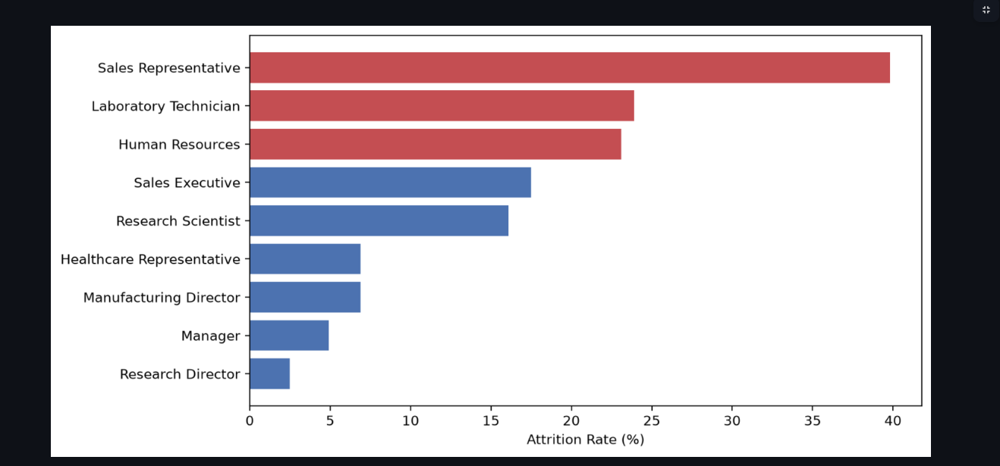 Sales Representative
Laboratory Technician
Human Resources
Sales Executive
Research Scientist
Healthcare Representative
Manufacturing Director
Manager
Research Director
0 5 10 15 20 25 30 35 40
Attrition Rate (%)